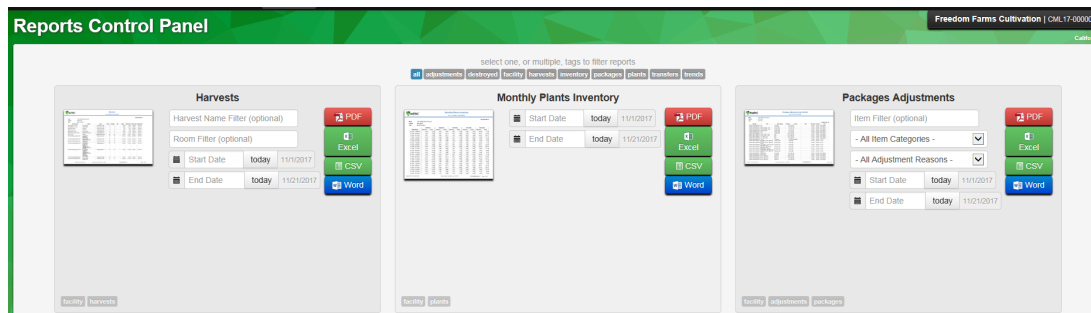 Reports Control Panel
Freedom Farms Cultivation | CML17-00000
select one, or multiple, tags to filter reports
all adjustments destroyed facility harvests inventory packages plants transfers trends
Harvests
Harvest Name Filter (optional)
Room Filter (optional)
Start Date today 11/1/2017
End Date today 11/21/2017
PDF
Excel
CSV
Word
facility harvests
Monthly Plants Inventory
Start Date today 11/1/2017
End Date today 11/21/2017
PDF
Excel
CSV
Word
facility plants
Packages Adjustments
Item Filter (optional)
- All Item Categories -
- All Adjustment Reasons -
Start Date today 11/1/2017
End Date today 11/21/2017
PDF
Excel
CSV
Word
facility adjustments packages